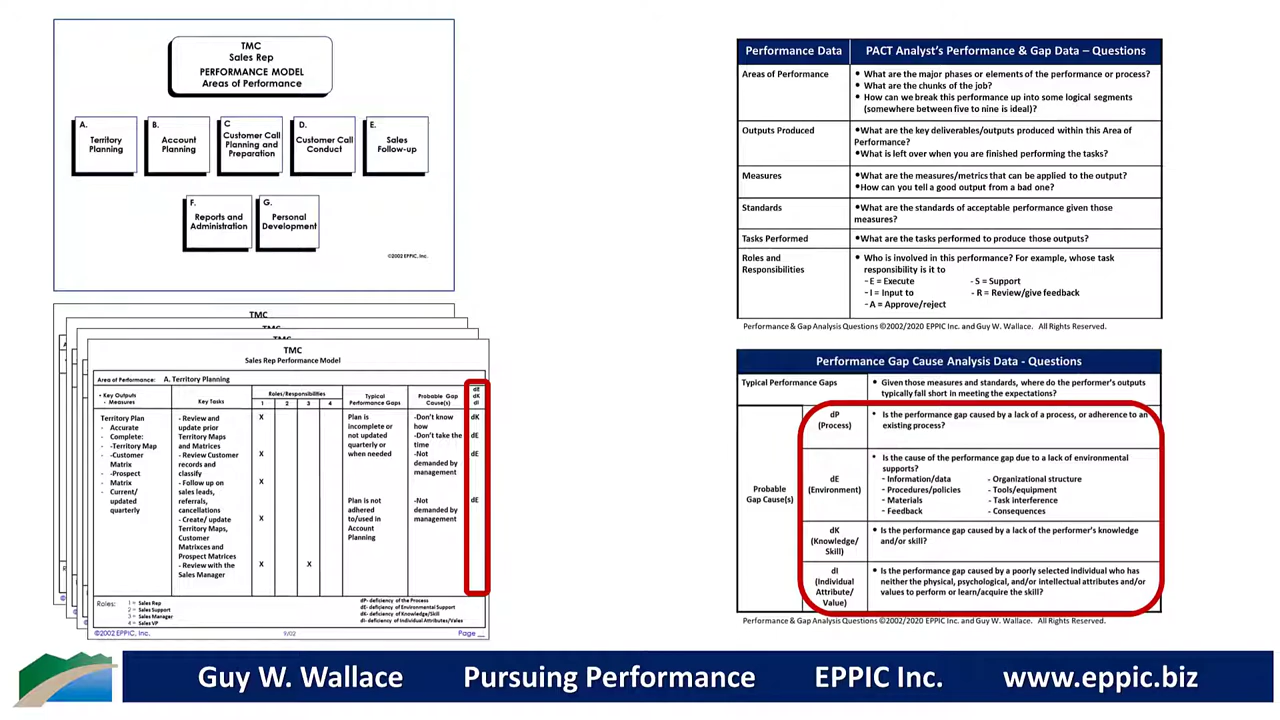 TMC
Sales Rep
PERFORMANCE MODEL
Areas of Performance
A.
Territory
Planning
B.
Account
Planning
C
Customer Call
Planning and
Preparation
D.
Customer Call
Conduct
E.
Sales
Follow-up
F.
Reports and
Administration
G.
Personal
Development
©2002 EPPIC, Inc.
TMC
TMC
TMC
Sales Rep Performance Model
Area of Performance: A. Territory Planning
• Key Outputs
- Measures
Key Tasks
Roles/Responsibilities
1 2 3 4
Typical
Performance Gaps
Probable Gap
Cause(s)
dE
dK
dI
Territory Plan
- Accurate
- Complete:
- -Territory Map
- -Customer
Matrix
- -Prospect
Matrix
- Current/
updated
quarterly
- Review and
update prior
Territory Maps
and Matrices
- Review Customer
records and
classify
- Follow up on
sales leads,
referrals,
cancellations
- Create/ update
Territory Maps,
Customer
Matrixces and
Prospect Matrices
- Review with the
Sales Manager
X
X
X
X
X X
Plan is
incomplete or
not updated
quarterly or
when needed
Plan is not
adhered
to/used in
Account
Planning
-Don't know
how
-Don't take the
time
-Not
demanded by
management
-Not
demanded by
management
dK
dE
dE
dE
Roles:
1 = Sales Rep
2 = Sales Support
3 = Sales Manager
4 = Sales VP
dP- deficiency of the Process
dE- deficiency of Environmental Support
dK- deficiency of Knowledge/Skill
dI- deficiency of Individual Attributes/Values
©2002 EPPIC, Inc.
9/02
Page __
Performance Data
PACT Analyst's Performance & Gap Data – Questions
Areas of Performance
• What are the major phases or elements of the performance or process?
• What are the chunks of the job?
• How can we break this performance up into some logical segments
(somewhere between five to nine is ideal)?
Outputs Produced
•What are the key deliverables/outputs produced within this Area of
Performance?
•What is left over when you are finished performing the tasks?
Measures
•What are the measures/metrics that can be applied to the output?
•How can you tell a good output from a bad one?
Standards
•What are the standards of acceptable performance given those
measures?
Tasks Performed
•What are the tasks performed to produce those outputs?
Roles and
Responsibilities
• Who is involved in this performance? For example, whose task
responsibility is it to
- E = Execute - S = Support
- I = Input to - R = Review/give feedback
- A = Approve/reject
Performance & Gap Analysis Questions ©2002/2020 EPPIC Inc. and Guy W. Wallace. All Rights Reserved.
Performance Gap Cause Analysis Data - Questions
Typical Performance Gaps
• Given those measures and standards, where do the performer's outputs
typically fall short in meeting the expectations?
Probable
Gap Cause(s)
dP
(Process)
• Is the performance gap caused by a lack of a process, or adherence to an
existing process?
dE
(Environment)
• Is the cause of the performance gap due to a lack of environmental
supports?
- Information/data - Organizational structure
- Procedures/policies - Tools/equipment
- Materials - Task interference
- Feedback - Consequences
dK
(Knowledge/
Skill)
• Is the performance gap caused by a lack of the performer's knowledge
and/or skill?
dI
(Individual
Attribute/
Value)
• Is the performance gap caused by a poorly selected individual who has
neither the physical, psychological, and/or intellectual attributes and/or
values to perform or learn/acquire the skill?
Performance & Gap Analysis Questions ©2002/2020 EPPIC Inc. and Guy W. Wallace. All Rights Reserved.
Guy W. Wallace Pursuing Performance EPPIC Inc. www.eppic.biz